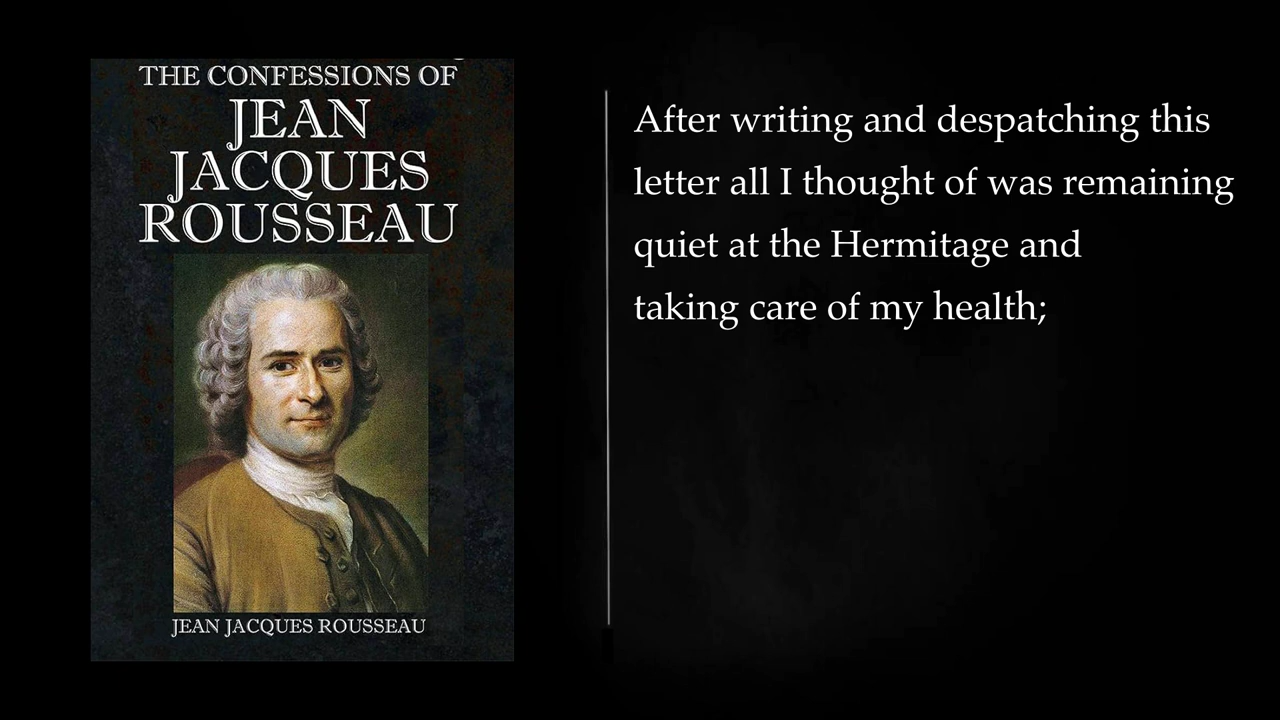 THE CONFESSIONS OF
JEAN
JACQUES
ROUSSEAU
JEAN JACQUES ROUSSEAU
After writing and despatching this
letter all I thought of was remaining
quiet at the Hermitage and
taking care of my health;